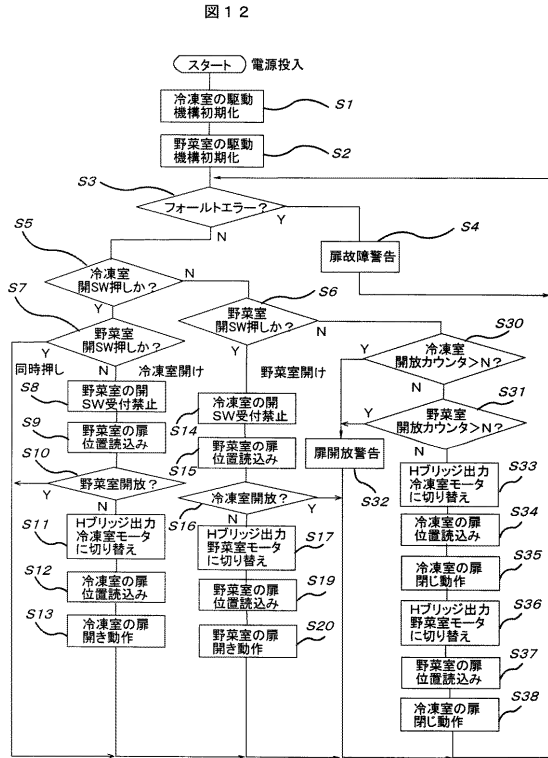 図12
スタート
電源投入
冷凍室の駆動
機構初期化
S1
野菜室の駆動
機構初期化
S2
S3
フォールトエラー？
Y
N
S4
扉故障警告
S5
冷凍室
開SW押しか？
N
Y
S6
野菜室
開SW押しか？
N
Y
S7
野菜室
開SW押しか？
Y
N
同時押し
冷凍室開け
野菜室開け
S8
野菜室の開
SW受付禁止
S9
野菜室の扉
位置読込み
S10
野菜室開放？
Y
N
S11
Hブリッジ出力
冷凍室モータ
に切り替え
S12
冷凍室の扉
位置読込み
S13
冷凍室の扉
開き動作
冷凍室の開
SW受付禁止
S14
野菜室の扉
位置読込み
S15
冷凍室開放？
Y
N
S16
Hブリッジ出力
野菜室モータ
に切り替え
S17
野菜室の扉
位置読込み
S19
野菜室の扉
開き動作
S20
S30
冷凍室
開放カウンタ>N？
Y
N
S31
野菜室
開放カウンタ>N？
Y
N
扉開放警告
S32
Hブリッジ出力
冷凍室モータ
に切り替え
S33
冷凍室の扉
位置読込み
S34
冷凍室の扉
閉じ動作
S35
Hブリッジ出力
野菜室モータ
に切り替え
S36
野菜室の扉
位置読込み
S37
冷凍室の扉
閉じ動作
S38